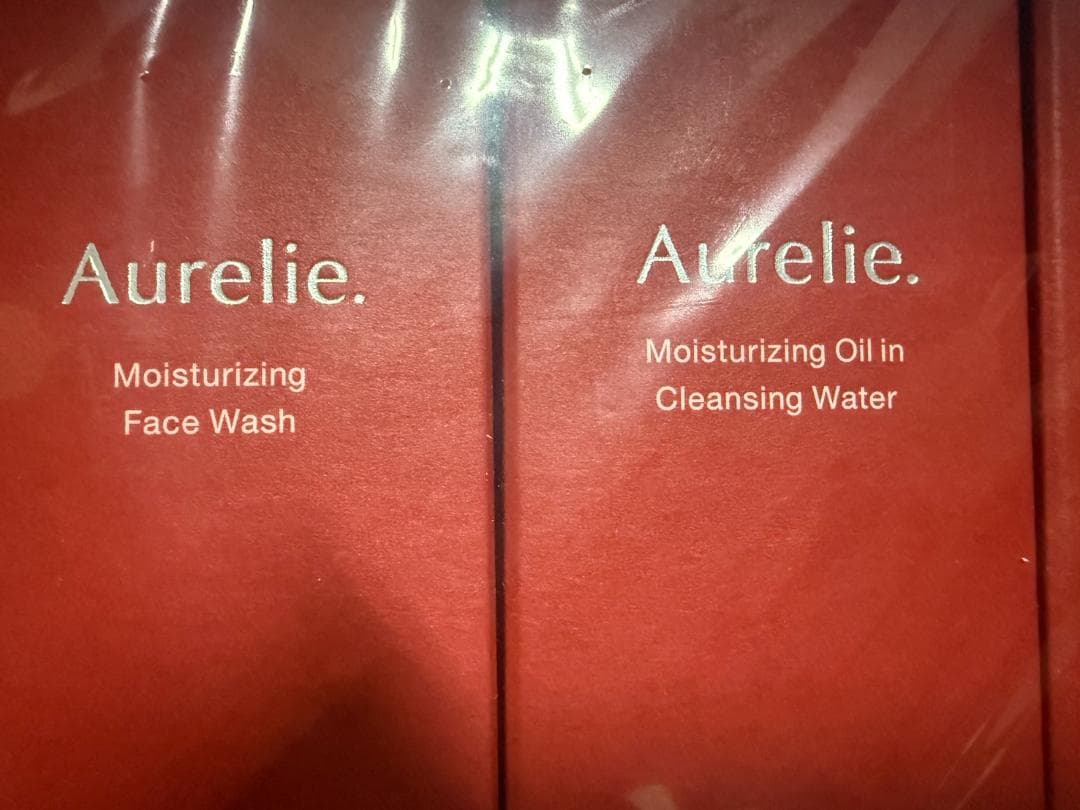 Aurelie.
Moisturizing
Face Wash
Aurelie.
Moisturizing Oil in
Cleansing Water